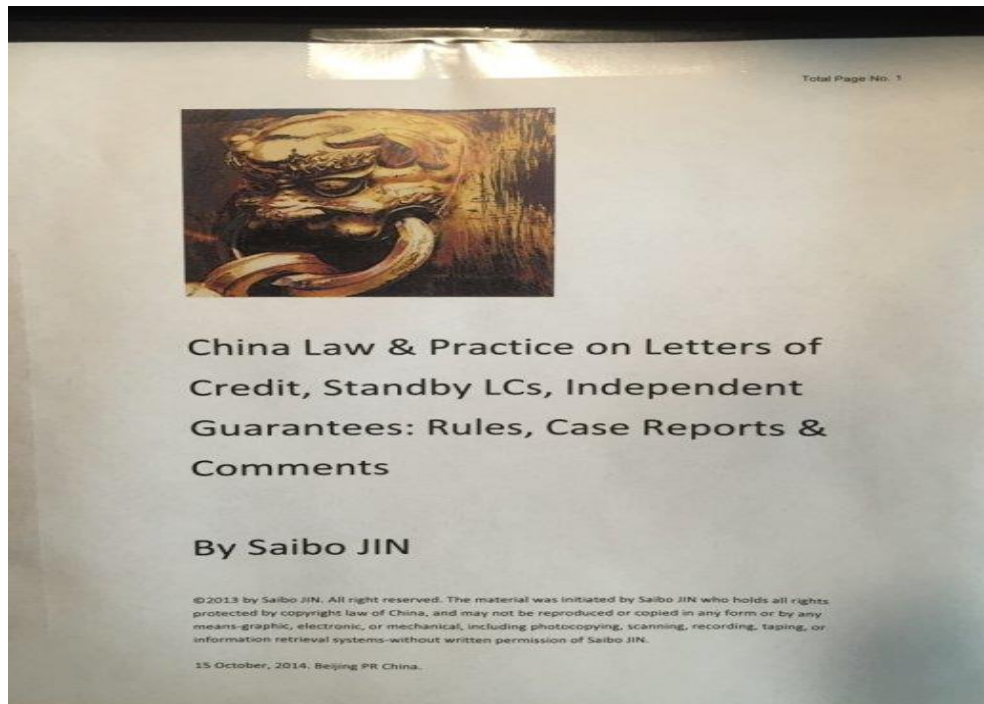 Total Page No. 1
China Law & Practice on Letters of
Credit, Standby LCs, Independent
Guarantees: Rules, Case Reports &
Comments
By Saibo JIN
©2013 by Saibo JIN. All right reserved. The material was initiated by Saibo JIN who holds all rights
protected by copyright law of China, and may not be reproduced or copied in any form or by any
means-graphic, electronic, or mechanical, including photocopying, scanning, recording, taping, or
information retrieval systems-without written permission of Saibo JIN.
15 October, 2014. Beijing PR China.